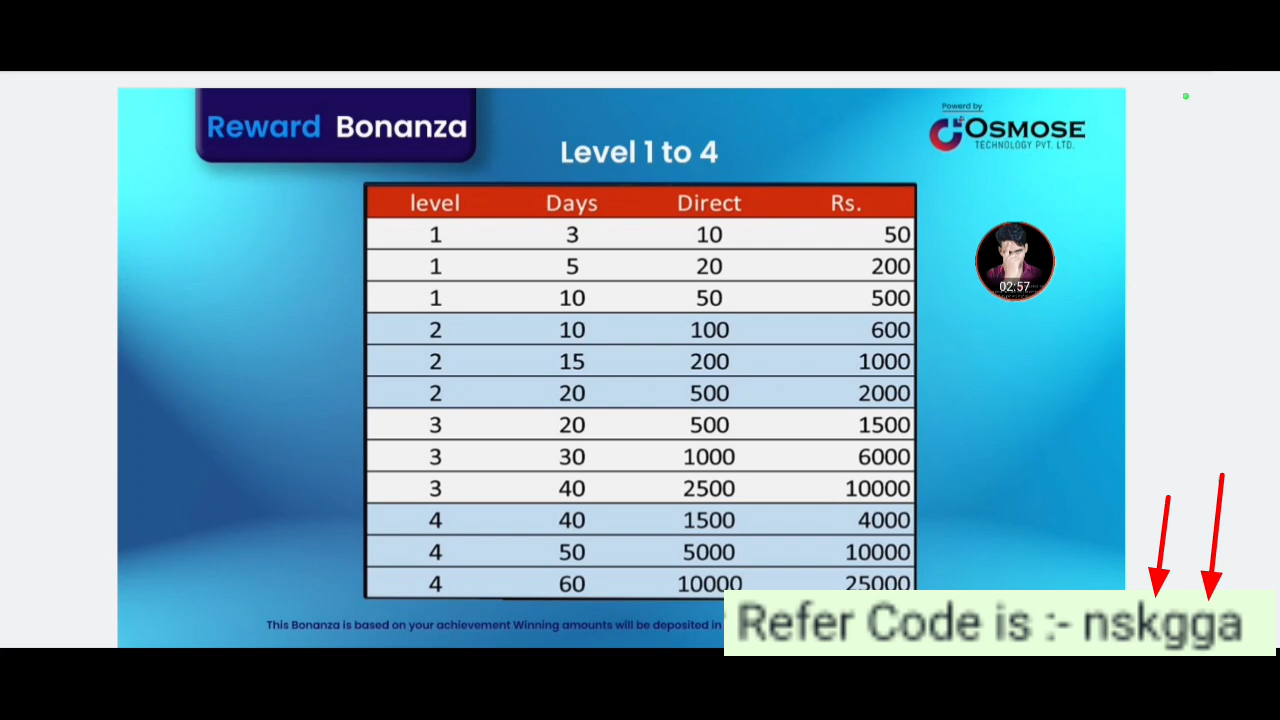 Reward Bonanza
Powerd by
OSMOSE
TECHNOLOGY PVT. LTD.
Level 1 to 4
level Days Direct Rs.
1 3 10 50
1 5 20 200
1 10 50 500
2 10 100 600
2 15 200 1000
2 20 500 2000
3 20 500 1500
3 30 1000 6000
3 40 2500 10000
4 40 1500 4000
4 50 5000 10000
4 60 10000 25000
02:57
This Bonanza is based on your achievement Winning amounts will be deposited in
Refer Code is :- nskgga